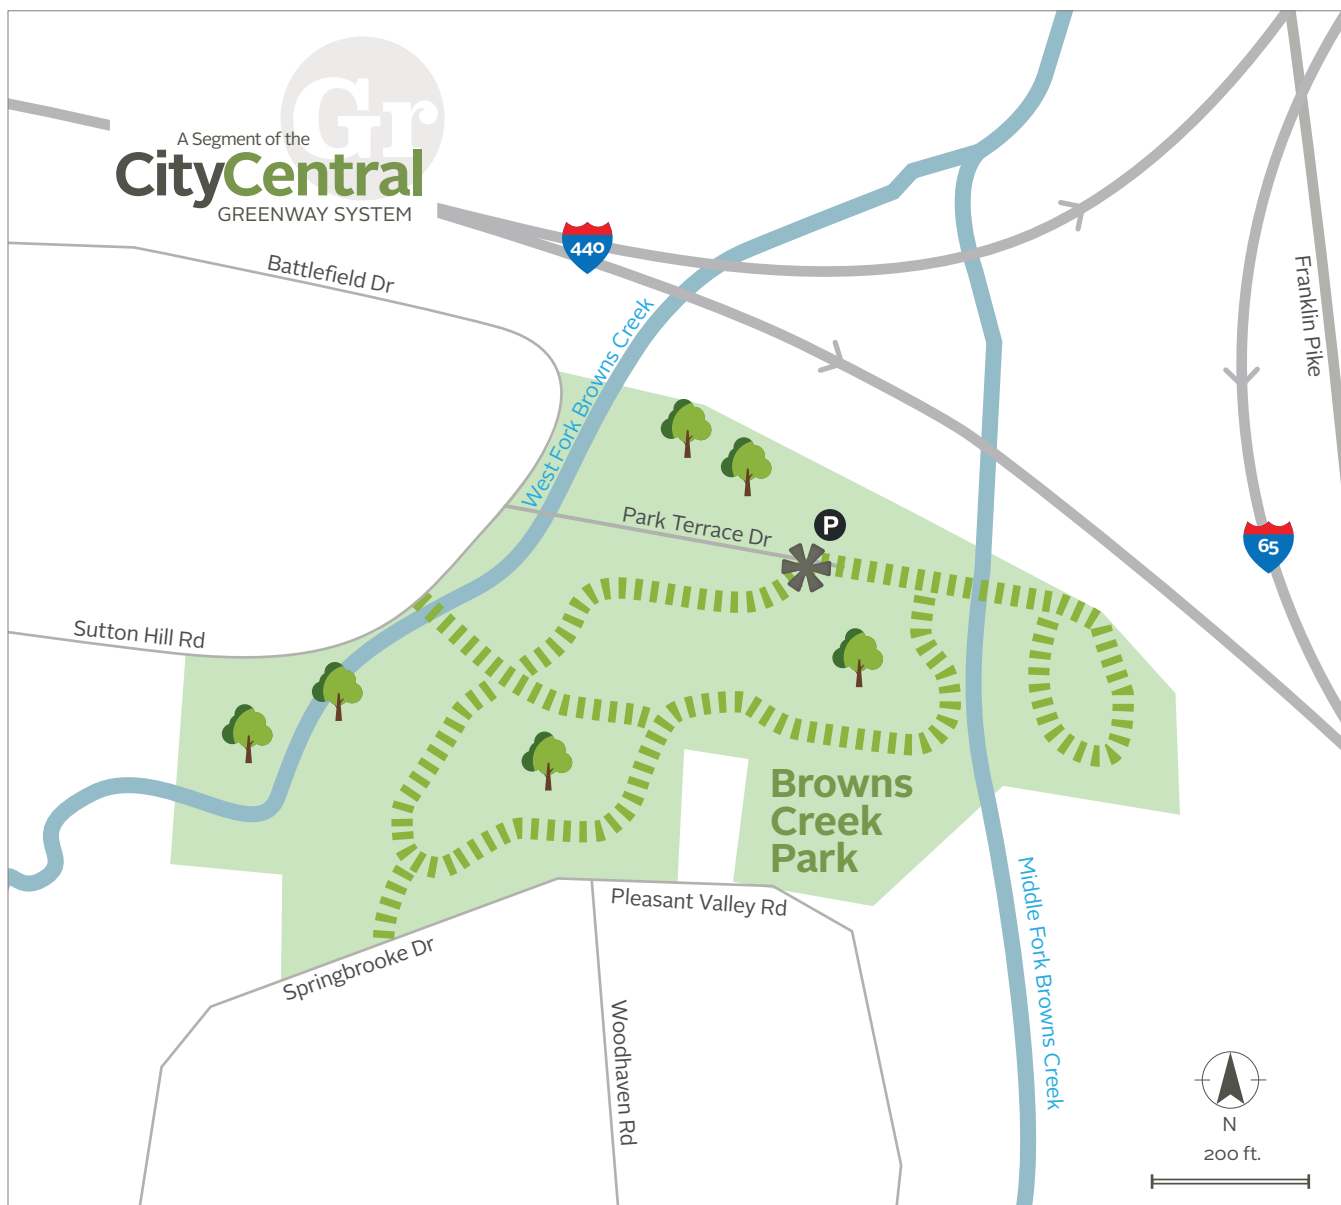 Gr
A Segment of the
CityCentral
GREENWAY SYSTEM
440
Battlefield Dr
West Fork Browns Creek
Franklin Pike
Park Terrace Dr
P
65
Sutton Hill Rd
Browns
Creek
Park
Pleasant Valley Rd
Springbrooke Dr
Middle Fork Browns Creek
Woodhaven Rd
N
200 ft.